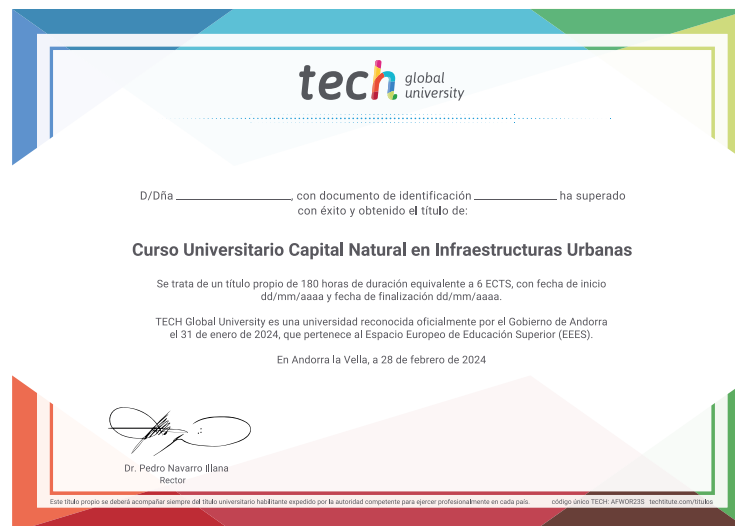 tech global university
D/Dña ____________________, con documento de identificación ______________ ha superado
con éxito y obtenido el título de:
Curso Universitario Capital Natural en Infraestructuras Urbanas
Se trata de un título propio de 180 horas de duración equivalente a 6 ECTS, con fecha de inicio
dd/mm/aaaa y fecha de finalización dd/mm/aaaa.
TECH Global University es una universidad reconocida oficialmente por el Gobierno de Andorra
el 31 de enero de 2024, que pertenece al Espacio Europeo de Educación Superior (EEES).
En Andorra la Vella, a 28 de febrero de 2024
Dr. Pedro Navarro Illana
Rector
Este título propio se deberá acompañar siempre del título universitario habilitante expedido por la autoridad competente para ejercer profesionalmente en cada país. código único TECH: AFWOR23S techtitute.com/titulos